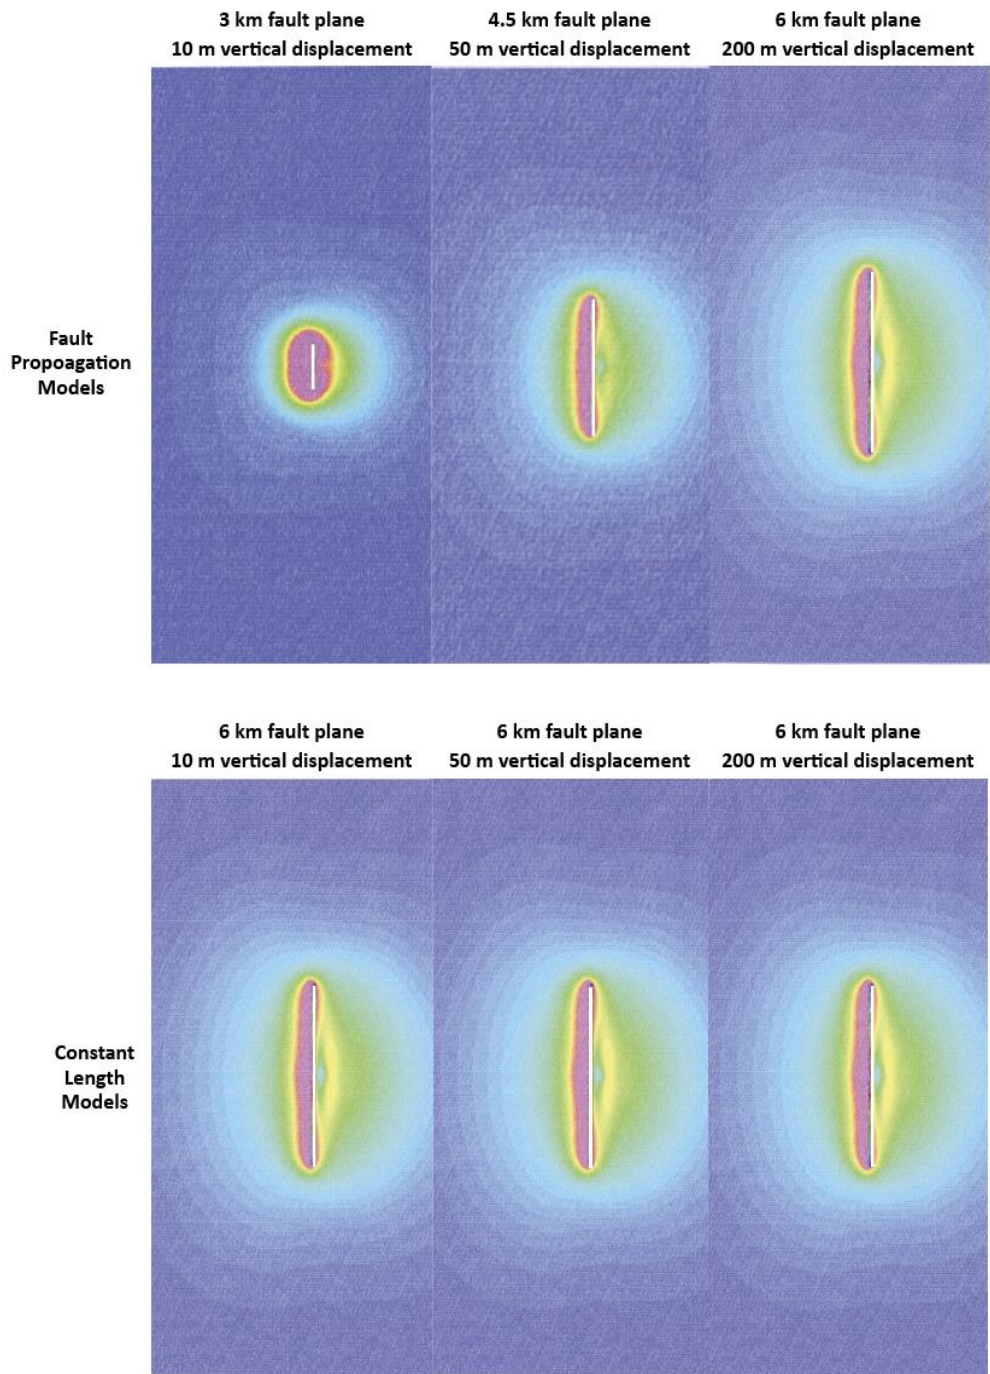 3 km fault plane
10 m vertical displacement
4.5 km fault plane
50 m vertical displacement
6 km fault plane
200 m vertical displacement
Fault
Propoagation
Models
6 km fault plane
10 m vertical displacement
6 km fault plane
50 m vertical displacement
6 km fault plane
200 m vertical displacement
Constant
Length
Models